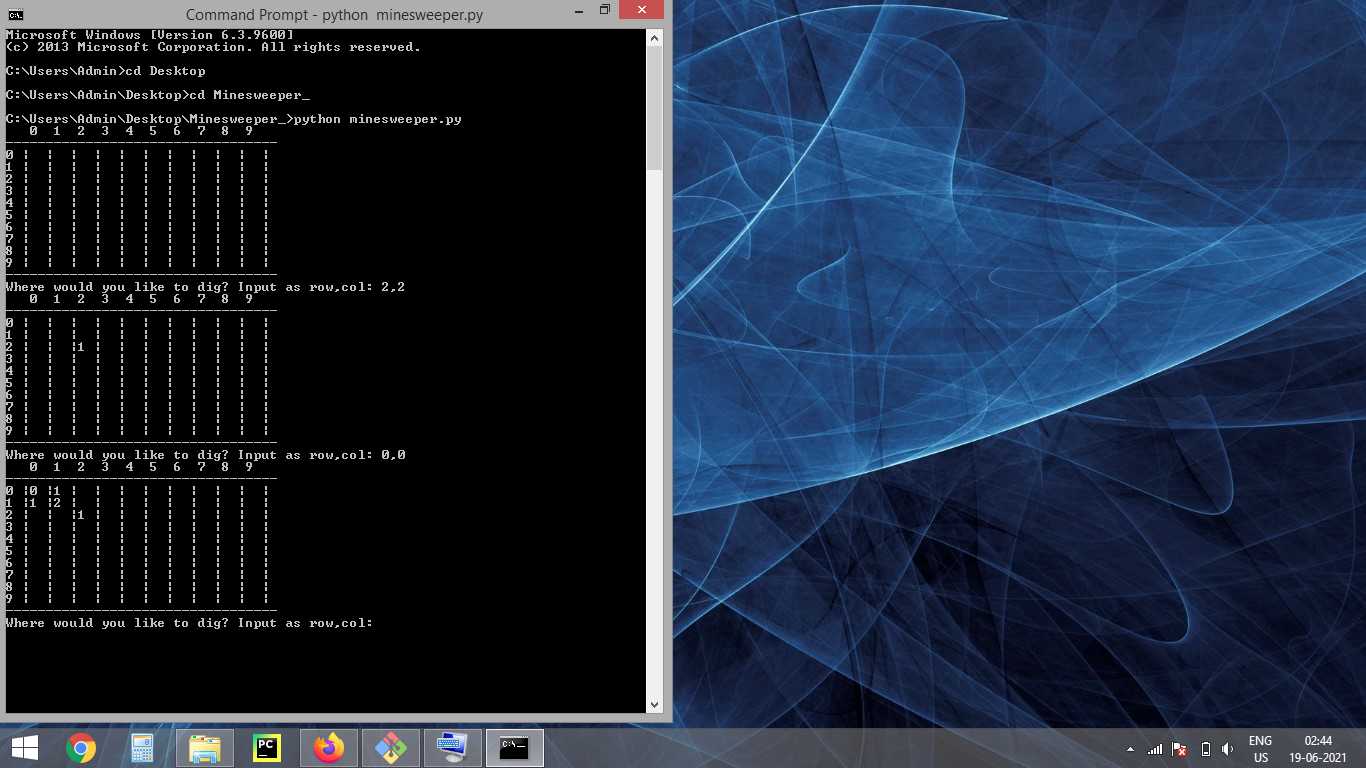 Command Prompt - python  minesweeper.py
Microsoft Windows [Version 6.3.9600]
(c) 2013 Microsoft Corporation. All rights reserved.
C:\Users\Admin>cd Desktop
C:\Users\Admin\Desktop>cd Minesweeper_
C:\Users\Admin\Desktop\Minesweeper_>python minesweeper.py
   0  1  2  3  4  5  6  7  8  9
----------------------------------
0 |  |  |  |  |  |  |  |  |  |  |
1 |  |  |  |  |  |  |  |  |  |  |
2 |  |  |  |  |  |  |  |  |  |  |
3 |  |  |  |  |  |  |  |  |  |  |
4 |  |  |  |  |  |  |  |  |  |  |
5 |  |  |  |  |  |  |  |  |  |  |
6 |  |  |  |  |  |  |  |  |  |  |
7 |  |  |  |  |  |  |  |  |  |  |
8 |  |  |  |  |  |  |  |  |  |  |
9 |  |  |  |  |  |  |  |  |  |  |
----------------------------------
Where would you like to dig? Input as row,col: 2,2
   0  1  2  3  4  5  6  7  8  9
----------------------------------
0 |  |  |  |  |  |  |  |  |  |  |
1 |  |  |  |  |  |  |  |  |  |  |
2 |  |  |1 |  |  |  |  |  |  |  |
3 |  |  |  |  |  |  |  |  |  |  |
4 |  |  |  |  |  |  |  |  |  |  |
5 |  |  |  |  |  |  |  |  |  |  |
6 |  |  |  |  |  |  |  |  |  |  |
7 |  |  |  |  |  |  |  |  |  |  |
8 |  |  |  |  |  |  |  |  |  |  |
9 |  |  |  |  |  |  |  |  |  |  |
----------------------------------
Where would you like to dig? Input as row,col: 0,0
   0  1  2  3  4  5  6  7  8  9
----------------------------------
0 |0 |1 |  |  |  |  |  |  |  |  |
1 |1 |2 |  |  |  |  |  |  |  |  |
2 |  |  |1 |  |  |  |  |  |  |  |
3 |  |  |  |  |  |  |  |  |  |  |
4 |  |  |  |  |  |  |  |  |  |  |
5 |  |  |  |  |  |  |  |  |  |  |
6 |  |  |  |  |  |  |  |  |  |  |
7 |  |  |  |  |  |  |  |  |  |  |
8 |  |  |  |  |  |  |  |  |  |  |
9 |  |  |  |  |  |  |  |  |  |  |
----------------------------------
Where would you like to dig? Input as row,col:
PC
C:\
ENG
US
02:44
19-06-2021